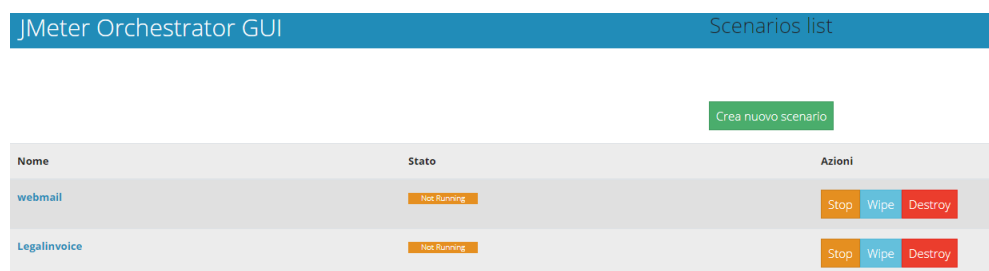 JMeter Orchestrator GUI Scenarios list
Crea nuovo scenario
Nome Stato Azioni
webmail Not Running Stop Wipe Destroy
Legalinvoice Not Running Stop Wipe Destroy